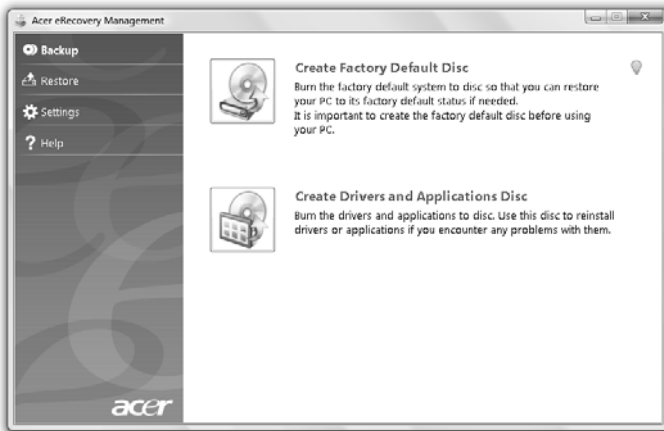 Acer eRecovery Management
Backup
Restore
Settings
? Help
Create Factory Default Disc
Burn the factory default system to disc so that you can restore
your PC to its factory default status if needed.
It is important to create the factory default disc before using
your PC.
Create Drivers and Applications Disc
Burn the drivers and applications to disc. Use this disc to reinstall
drivers or applications if you encounter any problems with them.
acer